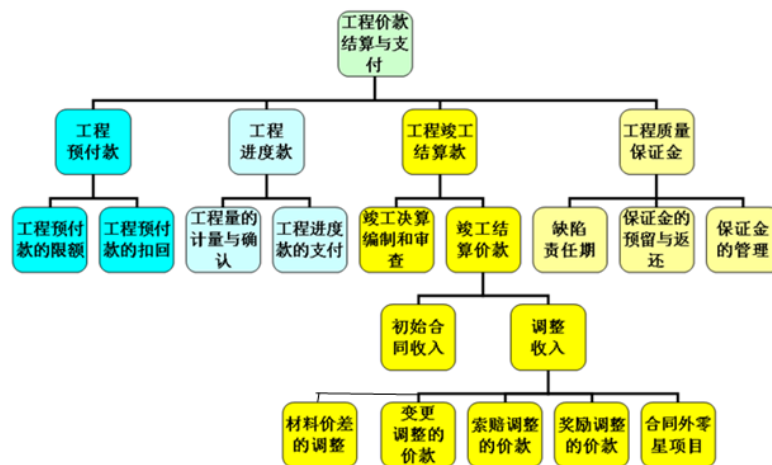 工程价款
结算与支
付
工程
预付款
工程
进度款
工程竣工
结算款
工程质量
保证金
工程预付
款的限额
工程预付
款的扣回
工程量的
计量与确
认
工程进度
款的支付
竣工决算
编制和审
查
竣工结
算价款
缺陷
责任期
保证金的
预留与返
还
保证金
的管理
初始合
同收入
调整
收入
材料价差
的调整
变更
调整的
价款
索赔调整
的价款
奖励调整
的价款
合同外零
星项目